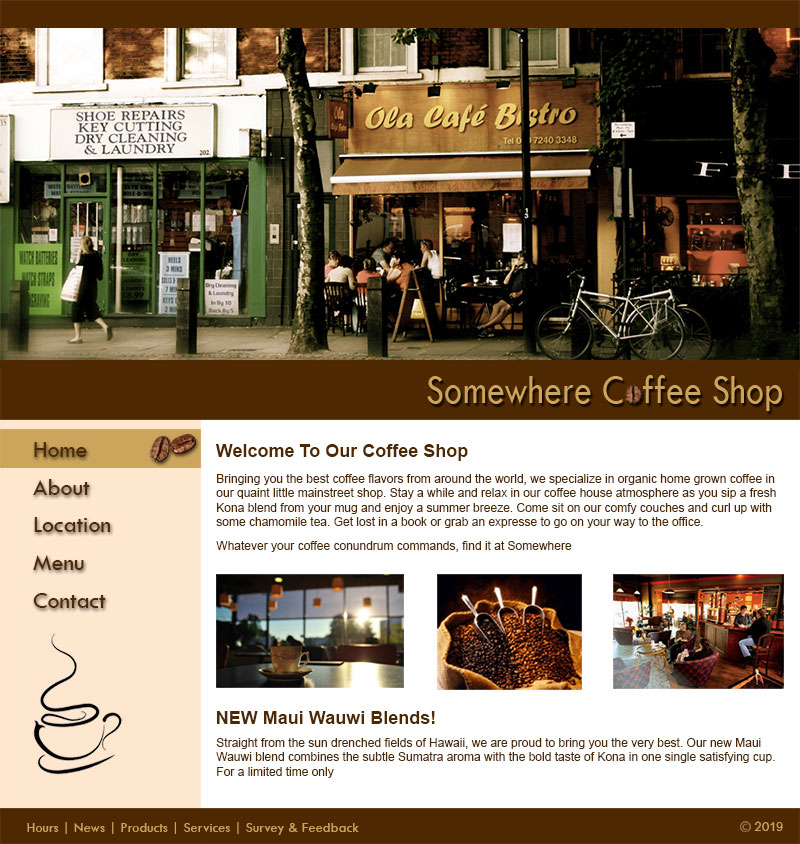 SHOE REPAIRS
KEY CUTTING
DRY CLEANING
& LAUNDRY
202
Ola Café Bistro
WATCH BATTERIES
WATCH STRAPS
HEELS
3 MINS
Dry Cleaning
& Laundry
In By 10
Back By 5
Somewhere Coffee Shop
Home
About
Location
Menu
Contact
Welcome To Our Coffee Shop
Bringing you the best coffee flavors from around the world, we specialize in organic home grown coffee in
our quaint little mainstreet shop. Stay a while and relax in our coffee house atmosphere as you sip a fresh
Kona blend from your mug and enjoy a summer breeze. Come sit on our comfy couches and curl up with
some chamomile tea. Get lost in a book or grab an expresse to go on your way to the office.
Whatever your coffee conundrum commands, find it at Somewhere
NEW Maui Wauwi Blends!
Straight from the sun drenched fields of Hawaii, we are proud to bring you the very best. Our new Maui
Wauwi blend combines the subtle Sumatra aroma with the bold taste of Kona in one single satisfying cup.
For a limited time only
Hours | News | Products | Services | Survey & Feedback
© 2019